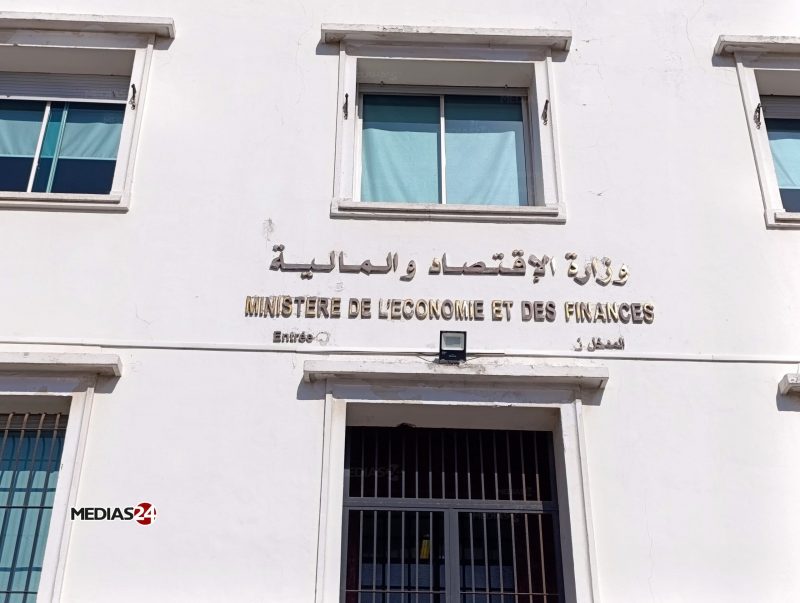 وزارة الإقتصاد والمالية
MINISTERE DE L'ECONOMIE ET DES FINANCES
Entrée المدخل ز
MEDIAS24